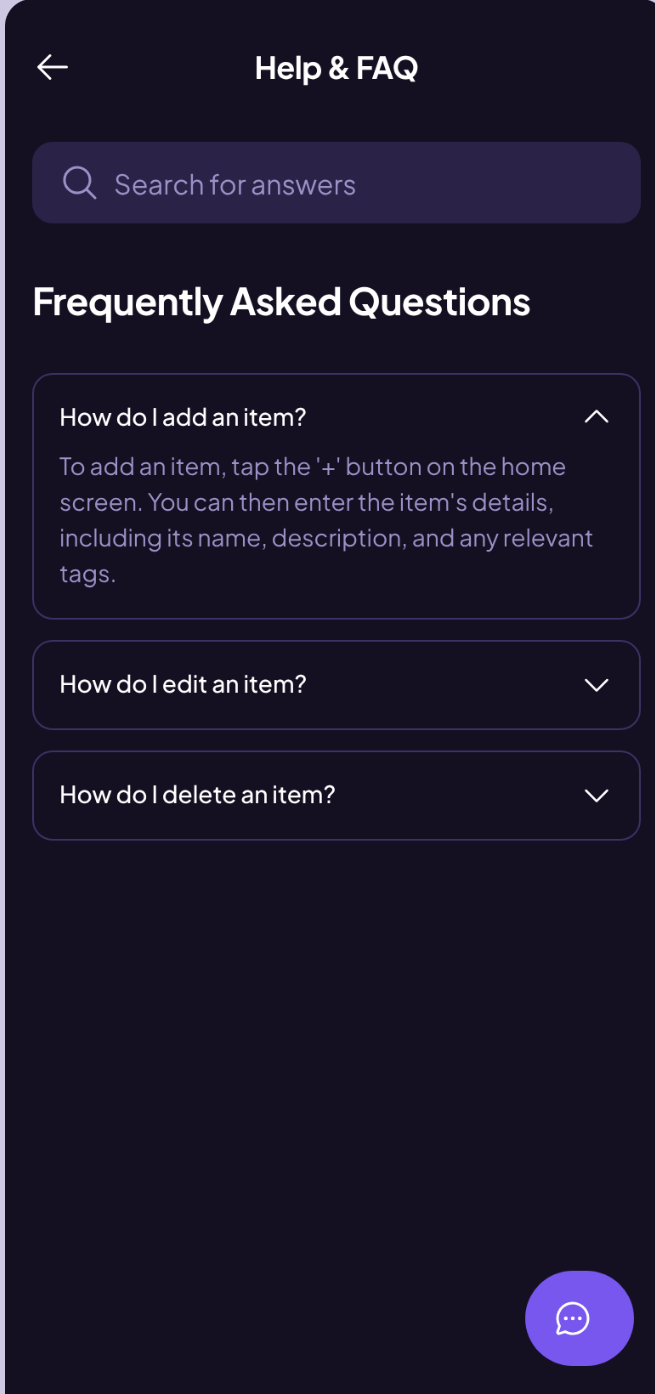 Help & FAQ
Search for answers
Frequently Asked Questions
How do I add an item?
To add an item, tap the '+' button on the home
screen. You can then enter the item's details,
including its name, description, and any relevant
tags.
How do I edit an item?
How do I delete an item?